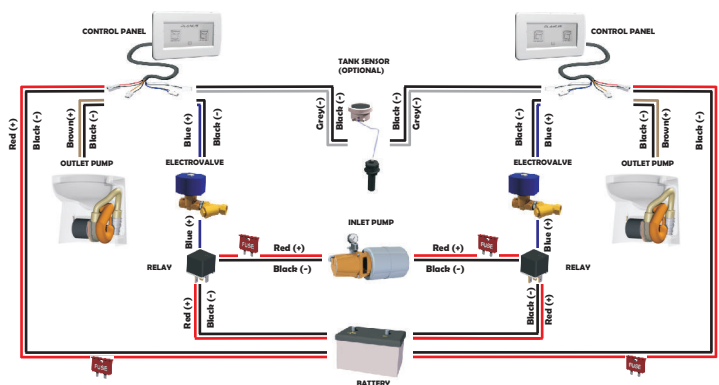 CONTROL PANEL
CONTROL PANEL
TANK SENSOR
(OPTIONAL)
Red (+)
Black (-)
Brown(+)
Black (-)
Blue (+)
Black (-)
Grey(-)
Black (-)
Black (-)
Grey(-)
Blue (+)
Black (-)
Black (-)
Brown(+)
Black (-)
Red (+)
OUTLET PUMP
ELECTROVALVE
ELECTROVALVE
OUTLET PUMP
Blue (+)
INLET PUMP
Blue (+)
FUSE
Red (+)
Red (+)
FUSE
RELAY
Black (-)
Black (-)
RELAY
Red (+)
Black (-)
Black (-)
Red (+)
FUSE
FUSE
BATTERY